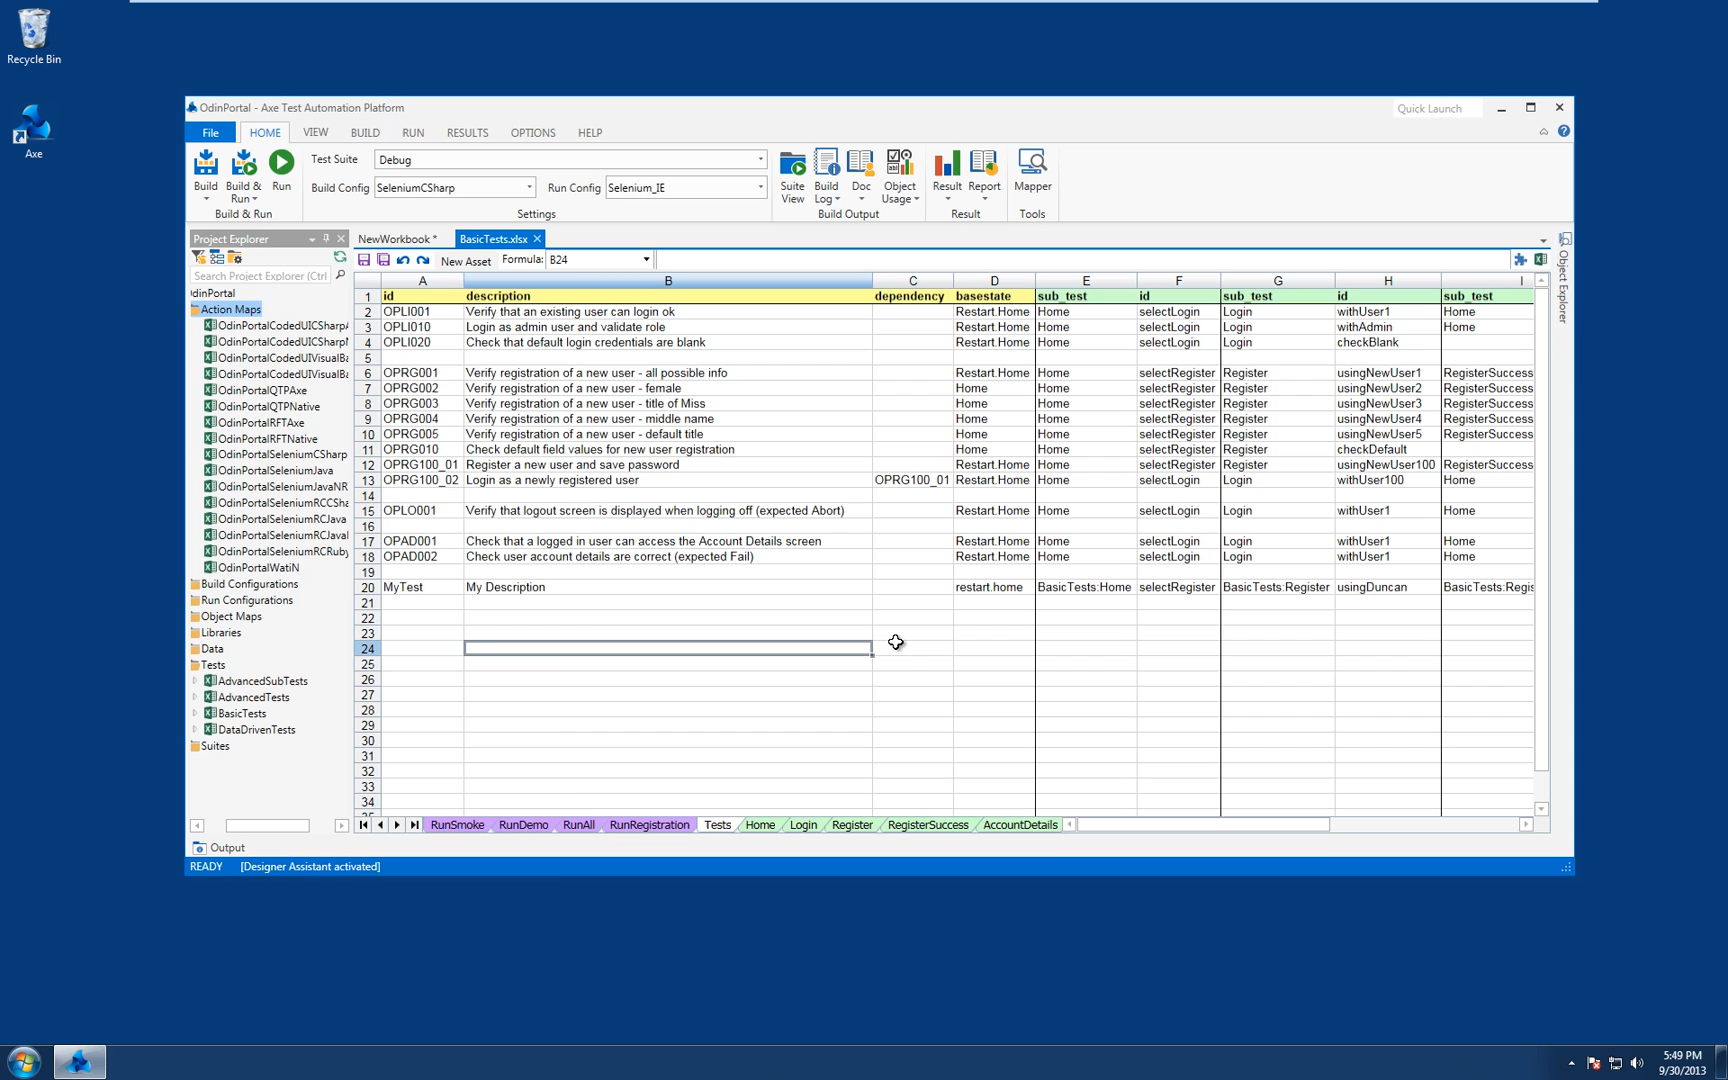 Recycle Bin
Axe
OdinPortal - Axe Test Automation Platform
Quick Launch
File HOME VIEW BUILD RUN RESULTS OPTIONS HELP
Test Suite Debug
Build Config SeleniumCSharp Run Config Selenium_IE
Build Build & Run Run Suite View Build Log Doc Object Usage Result Report Mapper
Build & Run Settings Build Output Result Tools
Project Explorer
NewWorkbook * BasicTests.xlsx
New Asset Formula: B24
Search Project Explorer (Ctrl
dinPortal
Action Maps
OdinPortalCodedUICSharp
OdinPortalCodedUICSharp
OdinPortalCodedUIVisualBa
OdinPortalCodedUIVisualBa
OdinPortalQTPAxe
OdinPortalQTPNative
OdinPortalRFTAxe
OdinPortalRFTNative
OdinPortalSeleniumCSharp
OdinPortalSeleniumJava
OdinPortalSeleniumJavaNR
OdinPortalSeleniumRCCSha
OdinPortalSeleniumRCJava
OdinPortalSeleniumRCJaval
OdinPortalSeleniumRCRuby
OdinPortalWatiN
Build Configurations
Run Configurations
Object Maps
Libraries
Data
Tests
AdvancedSubTests
AdvancedTests
BasicTests
DataDrivenTests
Suites
A B C D E F G H I
1 id description dependency basestate sub_test id sub_test id sub_test
2 OPLI001 Verify that an existing user can login ok Restart.Home Home selectLogin Login withUser1 Home
3 OPLI010 Login as admin user and validate role Restart.Home Home selectLogin Login withAdmin Home
4 OPLI020 Check that default login credentials are blank Restart.Home Home selectLogin Login checkBlank
5
6 OPRG001 Verify registration of a new user - all possible info Restart.Home Home selectRegister Register usingNewUser1 RegisterSuccess
7 OPRG002 Verify registration of a new user - female Home Home selectRegister Register usingNewUser2 RegisterSuccess
8 OPRG003 Verify registration of a new user - title of Miss Home Home selectRegister Register usingNewUser3 RegisterSuccess
9 OPRG004 Verify registration of a new user - middle name Home Home selectRegister Register usingNewUser4 RegisterSuccess
10 OPRG005 Verify registration of a new user - default title Home Home selectRegister Register usingNewUser5 RegisterSuccess
11 OPRG010 Check default field values for new user registration Home Home selectRegister Register checkDefault
12 OPRG100_01 Register a new user and save password Restart.Home Home selectRegister Register usingNewUser100 RegisterSuccess
13 OPRG100_02 Login as a newly registered user OPRG100_01 Restart.Home Home selectLogin Login withUser100 Home
14
15 OPLO001 Verify that logout screen is displayed when logging off (expected Abort) Restart.Home Home selectLogin Login withUser1 Home
16
17 OPAD001 Check that a logged in user can access the Account Details screen Restart.Home Home selectLogin Login withUser1 Home
18 OPAD002 Check user account details are correct (expected Fail) Restart.Home Home selectLogin Login withUser1 Home
19
20 MyTest My Description restart.home BasicTests:Home selectRegister BasicTests:Register usingDuncan BasicTests:Regis
21
22
23
24
25
26
27
28
29
30
31
32
33
34
RunSmoke RunDemo RunAll RunRegistration Tests Home Login Register RegisterSuccess AccountDetails
Object Explorer
Output
READY [Designer Assistant activated]
5:49 PM
9/30/2013